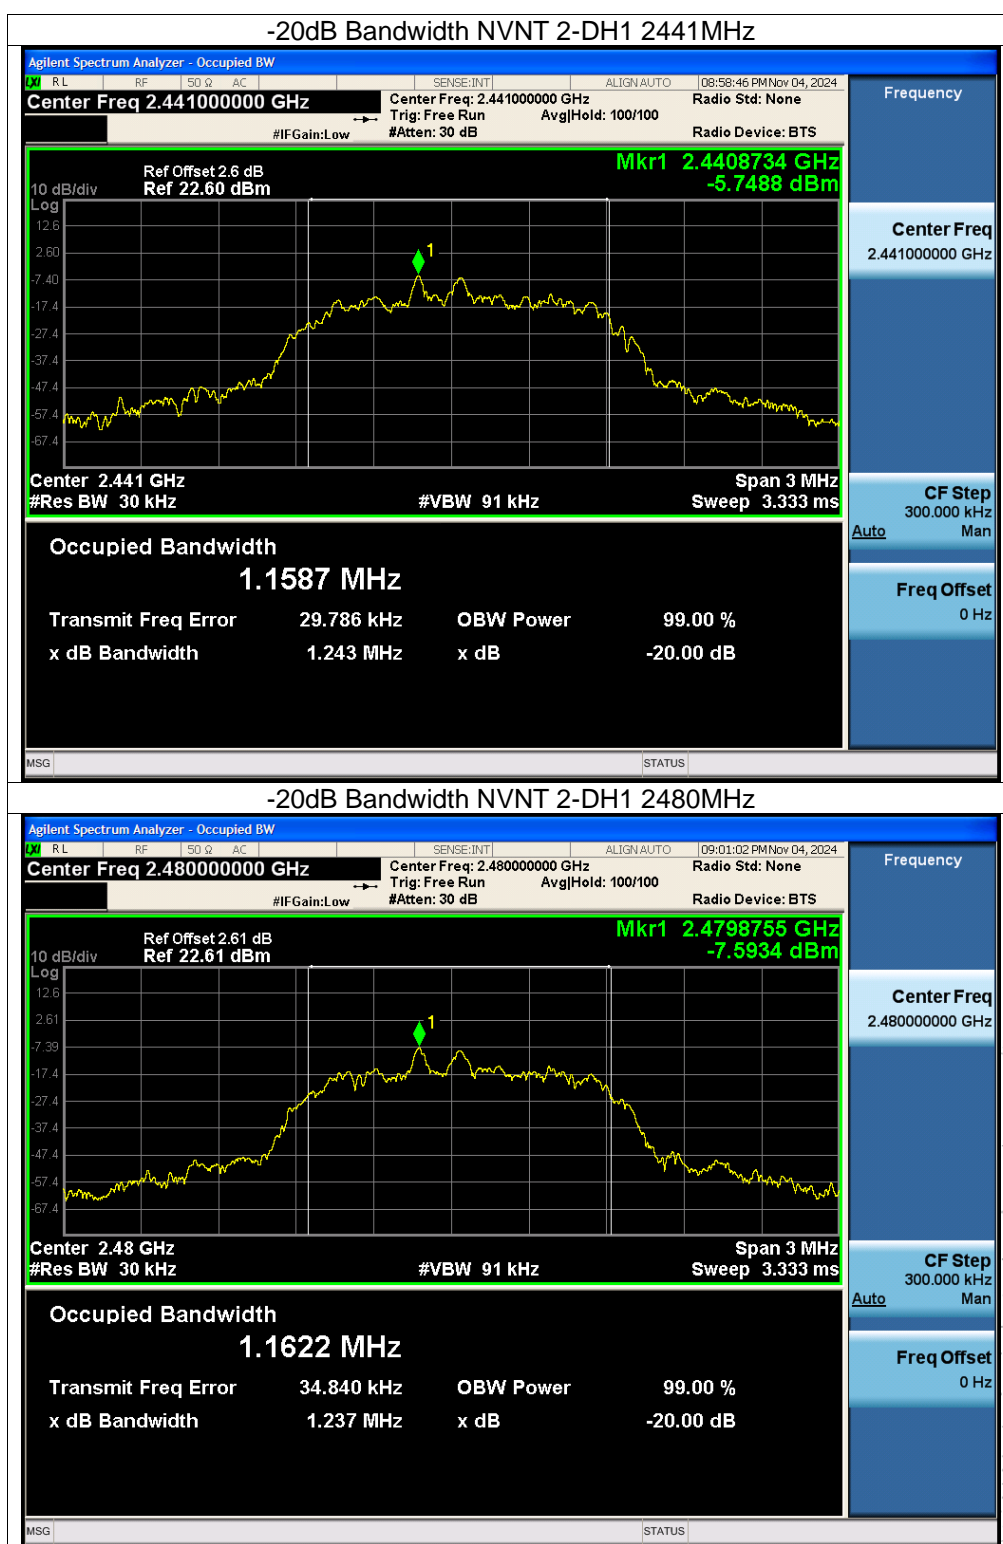 -20dB Bandwidth NVNT 2-DH1 2441MHz
Agilent Spectrum Analyzer - Occupied BW
LXI RL RF 50 Ω AC SENSE:INT ALIGN AUTO 08:58:46 PM Nov 04, 2024
Center Freq 2.441000000 GHz
Center Freq: 2.441000000 GHz Radio Std: None
Trig: Free Run Avg|Hold: 100/100
#IFGain:Low #Atten: 30 dB Radio Device: BTS
Frequency
Mkr1 2.4408734 GHz
-5.7488 dBm
Ref Offset 2.6 dB
10 dB/div Ref 22.60 dBm
Log
12.6
2.60
-7.40
-17.4
-27.4
-37.4
-47.4
-57.4
-67.4
1
Center 2.441 GHz Span 3 MHz
#Res BW 30 kHz #VBW 91 kHz Sweep 3.333 ms
Center Freq
2.441000000 GHz
CF Step
300.000 kHz
Auto Man
Freq Offset
0 Hz
Occupied Bandwidth
1.1587 MHz
Transmit Freq Error 29.786 kHz OBW Power 99.00 %
x dB Bandwidth 1.243 MHz x dB -20.00 dB
MSG STATUS
-20dB Bandwidth NVNT 2-DH1 2480MHz
Agilent Spectrum Analyzer - Occupied BW
LXI RL RF 50 Ω AC SENSE:INT ALIGN AUTO 09:01:02 PM Nov 04, 2024
Center Freq 2.480000000 GHz
Center Freq: 2.480000000 GHz Radio Std: None
Trig: Free Run Avg|Hold: 100/100
#IFGain:Low #Atten: 30 dB Radio Device: BTS
Frequency
Mkr1 2.4798755 GHz
-7.5934 dBm
Ref Offset 2.61 dB
10 dB/div Ref 22.61 dBm
Log
12.6
2.61
-7.39
-17.4
-27.4
-37.4
-47.4
-57.4
-67.4
1
Center 2.48 GHz Span 3 MHz
#Res BW 30 kHz #VBW 91 kHz Sweep 3.333 ms
Center Freq
2.480000000 GHz
CF Step
300.000 kHz
Auto Man
Freq Offset
0 Hz
Occupied Bandwidth
1.1622 MHz
Transmit Freq Error 34.840 kHz OBW Power 99.00 %
x dB Bandwidth 1.237 MHz x dB -20.00 dB
MSG STATUS